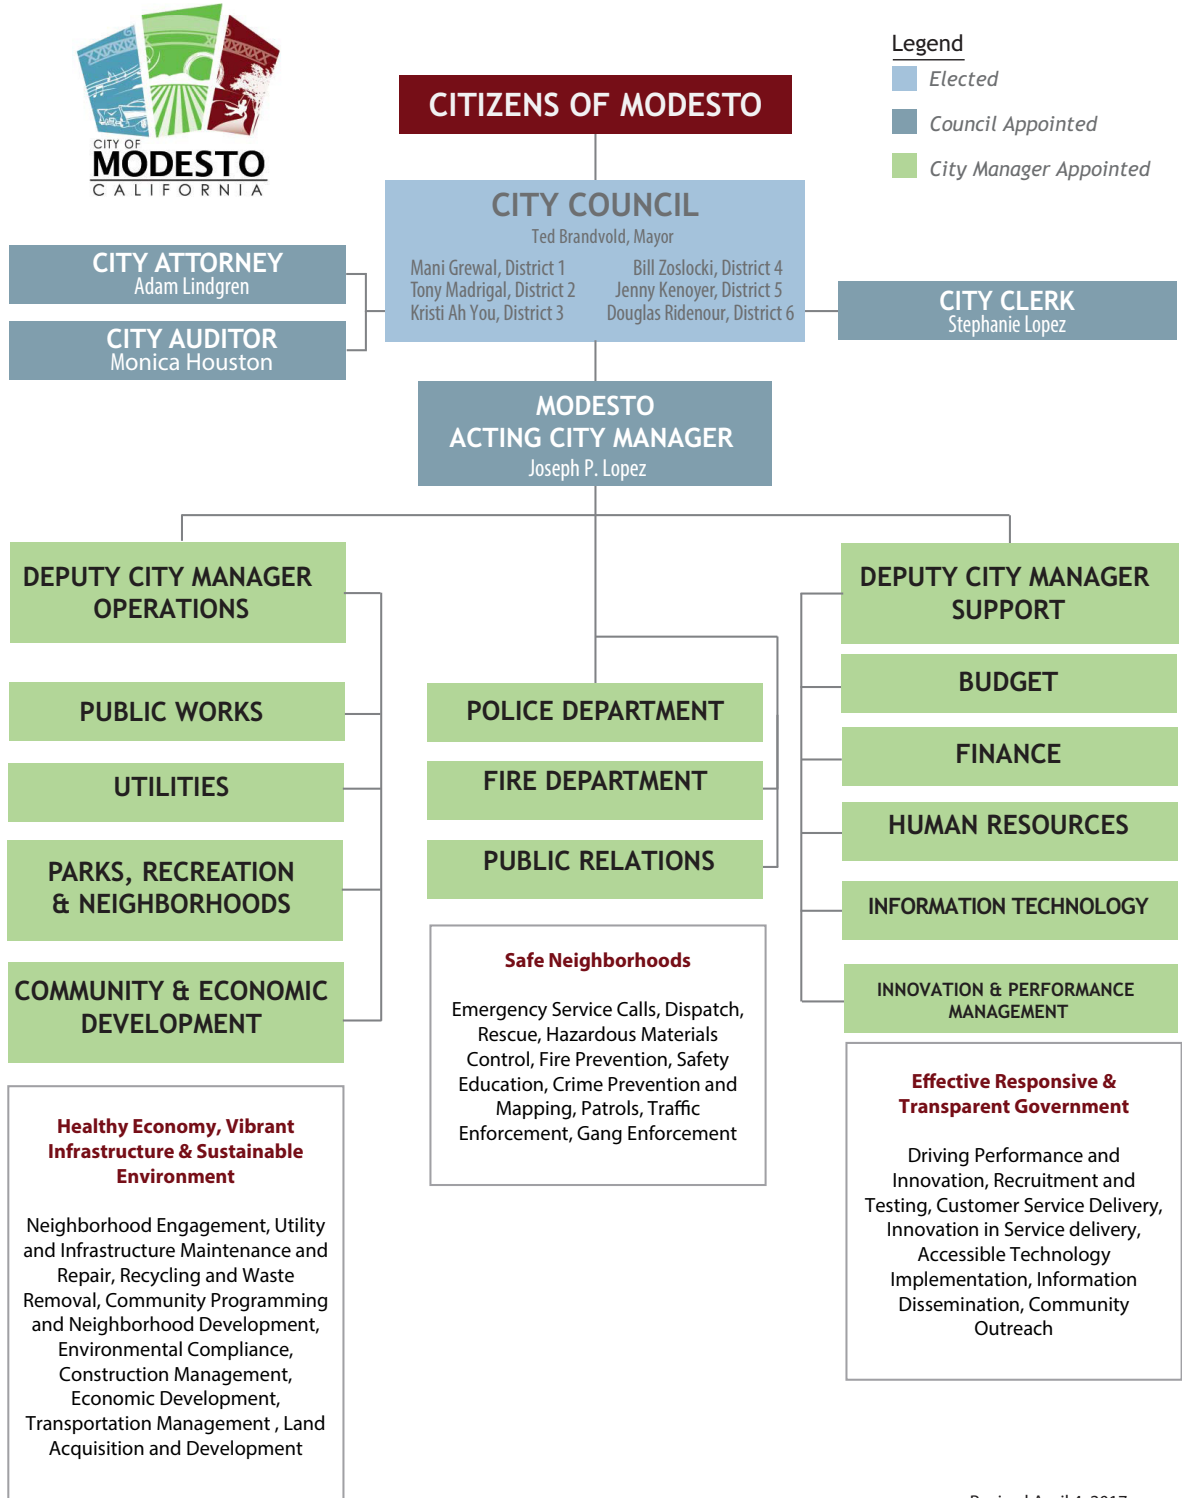 CITY OF
MODESTO
CALIFORNIA
Legend
Elected
Council Appointed
City Manager Appointed
CITIZENS OF MODESTO
CITY COUNCIL
Ted Brandvold, Mayor
Mani Grewal, District 1
Tony Madrigal, District 2
Kristi Ah You, District 3
Bill Zoslocki, District 4
Jenny Kenoyer, District 5
Douglas Ridenour, District 6
CITY ATTORNEY
Adam Lindgren
CITY AUDITOR
Monica Houston
CITY CLERK
Stephanie Lopez
MODESTO
ACTING CITY MANAGER
Joseph P. Lopez
DEPUTY CITY MANAGER
OPERATIONS
PUBLIC WORKS
UTILITIES
PARKS, RECREATION
& NEIGHBORHOODS
COMMUNITY & ECONOMIC
DEVELOPMENT
Healthy Economy, Vibrant
Infrastructure & Sustainable
Environment
Neighborhood Engagement, Utility
and Infrastructure Maintenance and
Repair, Recycling and Waste
Removal, Community Programming
and Neighborhood Development,
Environmental Compliance,
Construction Management,
Economic Development,
Transportation Management , Land
Acquisition and Development
POLICE DEPARTMENT
FIRE DEPARTMENT
PUBLIC RELATIONS
Safe Neighborhoods
Emergency Service Calls, Dispatch,
Rescue, Hazardous Materials
Control, Fire Prevention, Safety
Education, Crime Prevention and
Mapping, Patrols, Traffic
Enforcement, Gang Enforcement
DEPUTY CITY MANAGER
SUPPORT
BUDGET
FINANCE
HUMAN RESOURCES
INFORMATION TECHNOLOGY
INNOVATION & PERFORMANCE
MANAGEMENT
Effective Responsive &
Transparent Government
Driving Performance and
Innovation, Recruitment and
Testing, Customer Service Delivery,
Innovation in Service delivery,
Accessible Technology
Implementation, Information
Dissemination, Community
Outreach